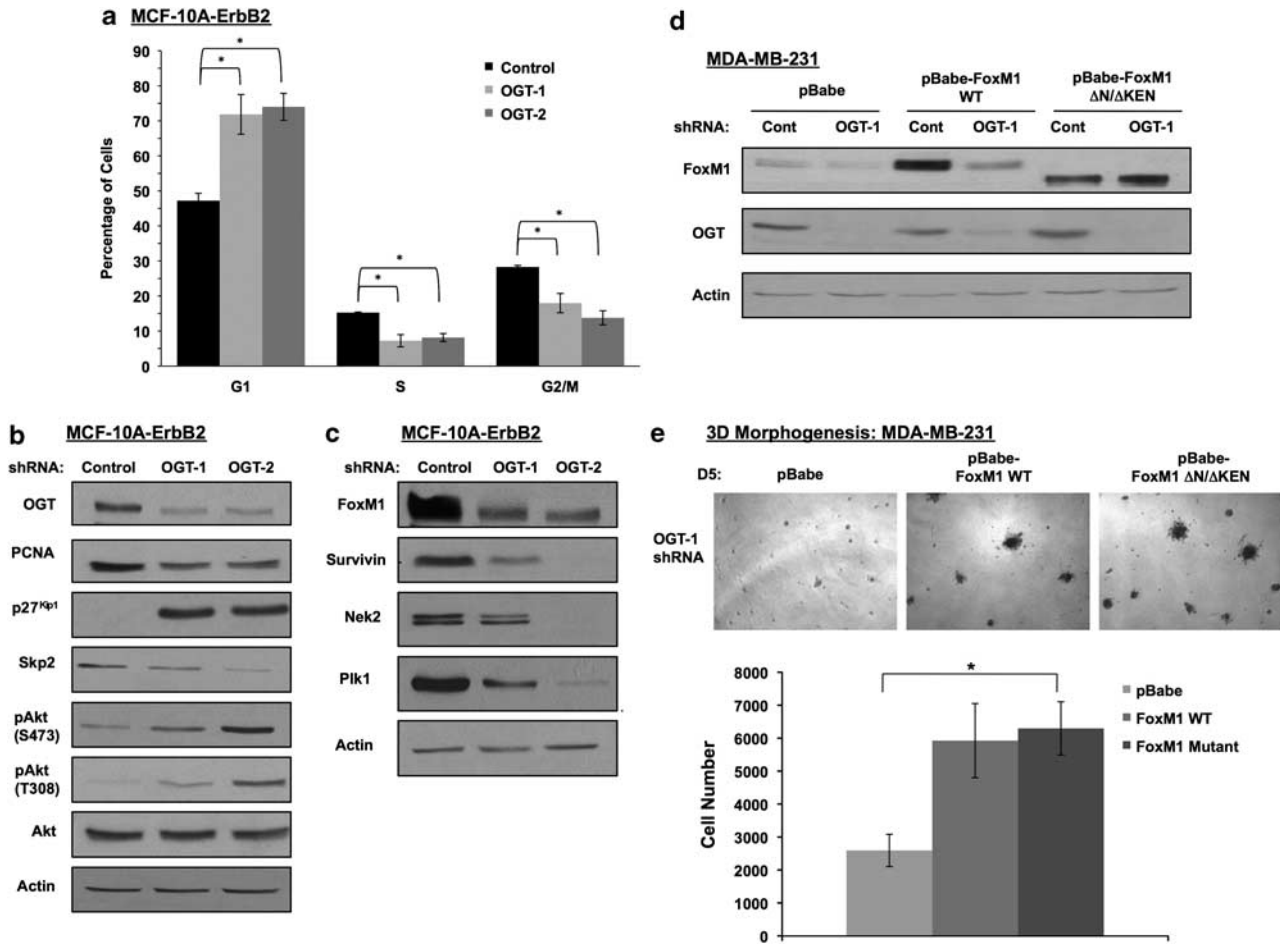 a MCF-10A-ErbB2
90
80
70
60
50
40
30
20
10
0
Percentage of Cells
* * * * * *
Control
OGT-1
OGT-2
G1 S G2/M
b MCF-10A-ErbB2
shRNA: Control OGT-1 OGT-2
OGT
PCNA
p27Kip1
Skp2
pAkt
(S473)
pAkt
(T308)
Akt
Actin
c MCF-10A-ErbB2
shRNA: Control OGT-1 OGT-2
FoxM1
Survivin
Nek2
Plk1
Actin
d
MDA-MB-231
pBabe
pBabe-FoxM1
WT
pBabe-FoxM1
ΔN/ΔKEN
shRNA: Cont OGT-1 Cont OGT-1 Cont OGT-1
FoxM1
OGT
Actin
e 3D Morphogenesis: MDA-MB-231
D5: pBabe
pBabe-
FoxM1 WT
pBabe-
FoxM1 ΔN/ΔKEN
OGT-1
shRNA
8000
7000
6000
5000
4000
3000
2000
1000
0
Cell Number
*
pBabe
FoxM1 WT
FoxM1 Mutant